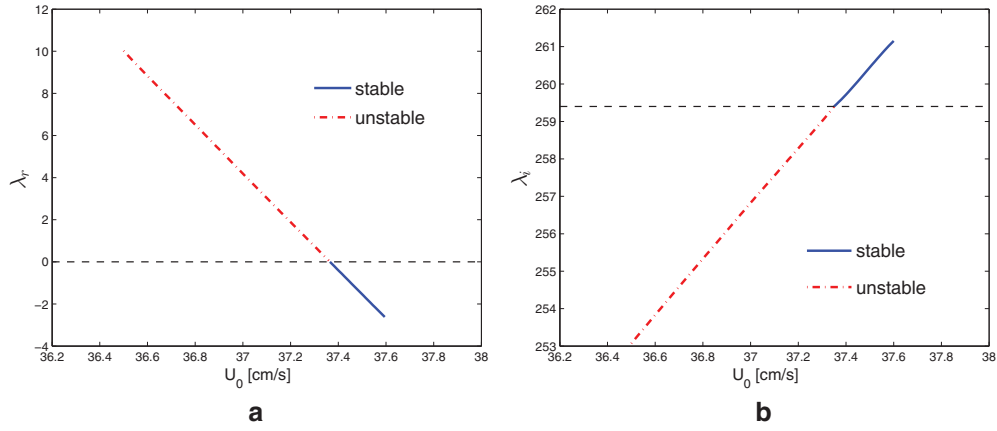 12
10
8
6
4
2
0
−2
−4
λr
36.2 36.4 36.6 36.8 37 37.2 37.4 37.6 37.8 38
U0 [cm/s]
stable
unstable
a
262
261
260
259
258
257
256
255
254
253
λi
36.2 36.4 36.6 36.8 37 37.2 37.4 37.6 37.8 38
U0 [cm/s]
stable
unstable
b